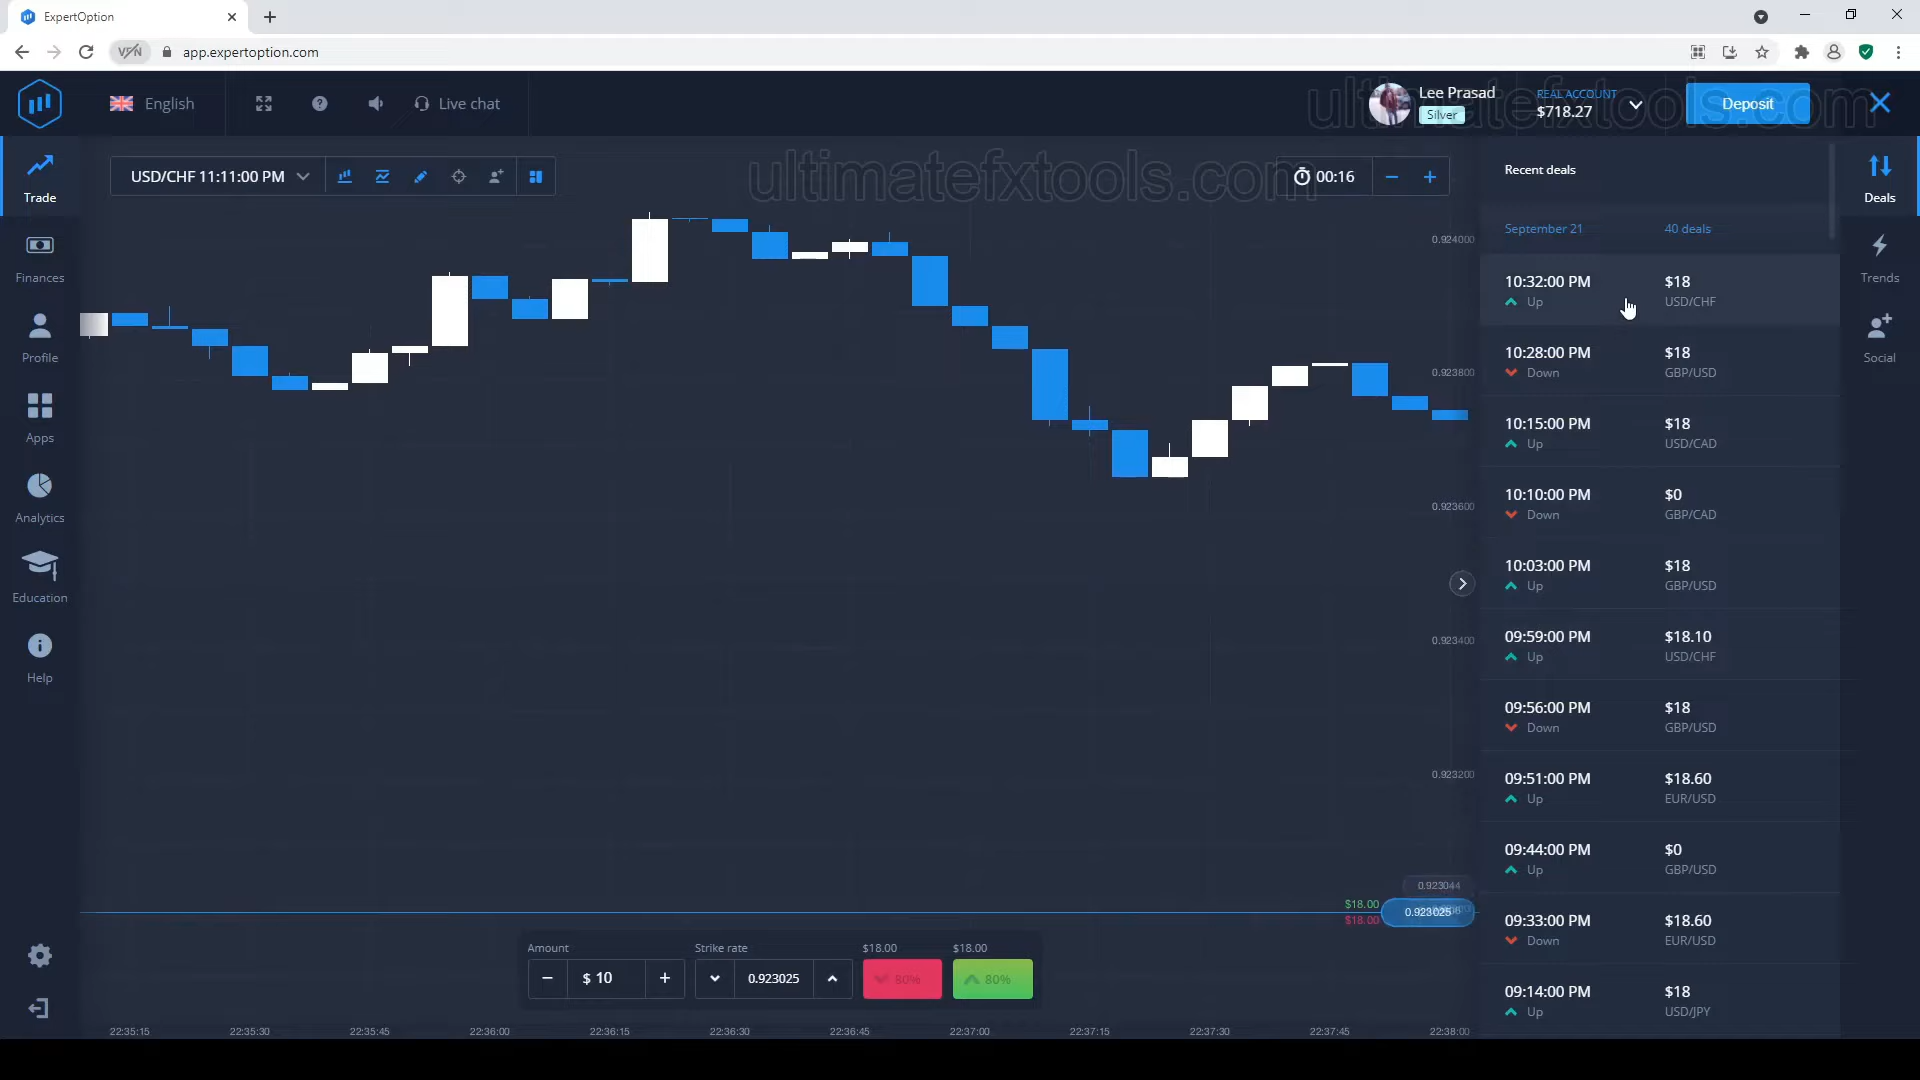 ExpertOption
VPN
app.expertoption.com
English
Live chat
Lee Prasad
Silver
REAL ACCOUNT
$718.27
Deposit
ultimatefxtools.com
Trade
Finances
Profile
Apps
Analytics
Education
Help
USD/CHF 11:11:00 PM
ultimatefxtools.com
00:16
0.924000
0.923800
0.923600
0.923400
0.923200
0.923044
$18.00
$18.00
0.923025
Amount
$ 10
Strike rate
0.923025
$18.00
80%
$18.00
80%
22:35:15
22:35:30
22:35:45
22:36:00
22:36:15
22:36:30
22:36:45
22:37:00
22:37:15
22:37:30
22:37:45
22:38:00
Recent deals
September 21 40 deals
10:32:00 PM $18
Up USD/CHF
10:28:00 PM $18
Down GBP/USD
10:15:00 PM $18
Up USD/CAD
10:10:00 PM $0
Down GBP/CAD
10:03:00 PM $18
Up GBP/USD
09:59:00 PM $18.10
Up USD/CHF
09:56:00 PM $18
Down GBP/USD
09:51:00 PM $18.60
Up EUR/USD
09:44:00 PM $0
Up GBP/USD
09:33:00 PM $18.60
Down EUR/USD
09:14:00 PM $18
Up USD/JPY
Deals
Trends
Social